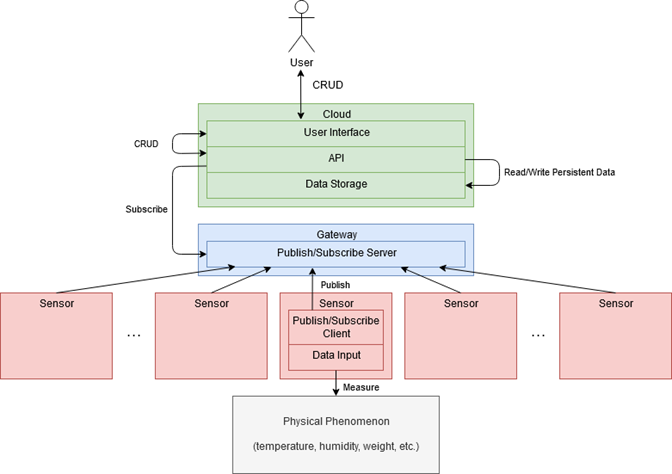 User
CRUD
Cloud
User Interface
CRUD
API
Read/Write Persistent Data
Data Storage
Subscribe
Gateway
Publish/Subscribe Server
Publish
Sensor
Sensor
Sensor
Sensor
Sensor
Publish/Subscribe
Client
...
...
Data Input
Measure
Physical Phenomenon
(temperature, humidity, weight, etc.)